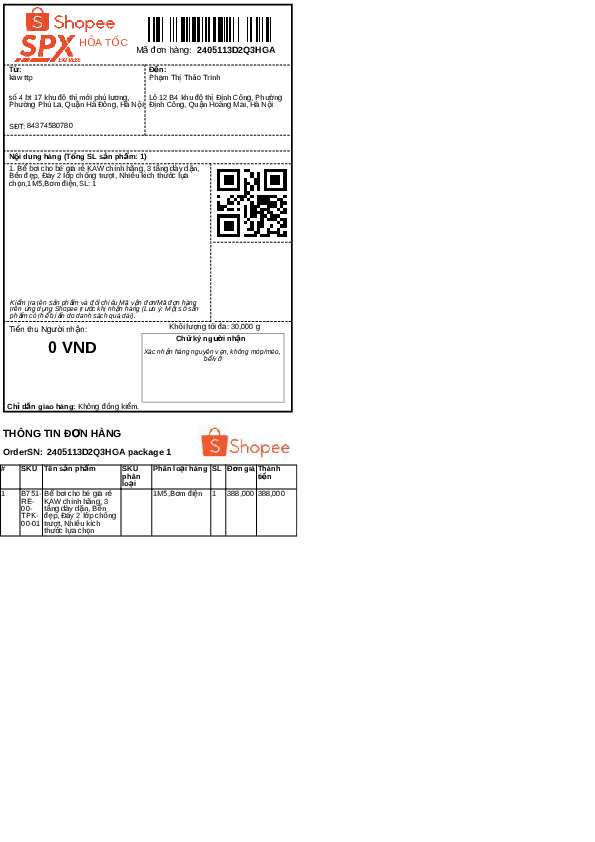 Shopee
SPX HỎA TỐC
EXPRESS
Mã đơn hàng: 2405113D2Q3HGA
Từ:
kawttp
số 4 bt 17 khu đô thị mới phú lương,
Phường Phú La, Quận Hà Đông, Hà Nội
SĐT: 84374580780
Đến:
Phạm Thị Thảo Trinh
Lô 12 B4 khu đô thị Định Công, Phường
Định Công, Quận Hoàng Mai, Hà Nội
Nội dung hàng (Tổng SL sản phẩm: 1)
1. Bể bơi cho bé giá rẻ KAW chính hãng, 3 tầng dày dặn,
Bền đẹp, Đáy 2 lớp chống trượt, Nhiều kích thước lựa
chọn,1M5,Bơm điện, SL: 1
Kiểm tra tên sản phẩm và đối chiếu Mã vận đơn/Mã đơn hàng
trên ứng dụng Shopee trước khi nhận hàng (Lưu ý: Một số sản
phẩm có thể bị ẩn do danh sách quá dài).
Tiền thu Người nhận:
0 VND
Khối lượng tối đa: 30,000 g
Chữ ký người nhận
Xác nhận hàng nguyên vẹn, không móp/méo,
bể/vỡ
Chỉ dẫn giao hàng: Không đồng kiểm.
THÔNG TIN ĐƠN HÀNG
Shopee
OrderSN: 2405113D2Q3HGA package 1
# SKU Tên sản phẩm SKU phân loại Phân loại hàng SL Đơn giá Thành tiền
1 B751-RE-00-TPK-00-01 Bể bơi cho bé giá rẻ KAW chính hãng, 3 tầng dày dặn, Bền đẹp, Đáy 2 lớp chống trượt, Nhiều kích thước lựa chọn 1M5,Bơm điện 1 388,000 388,000